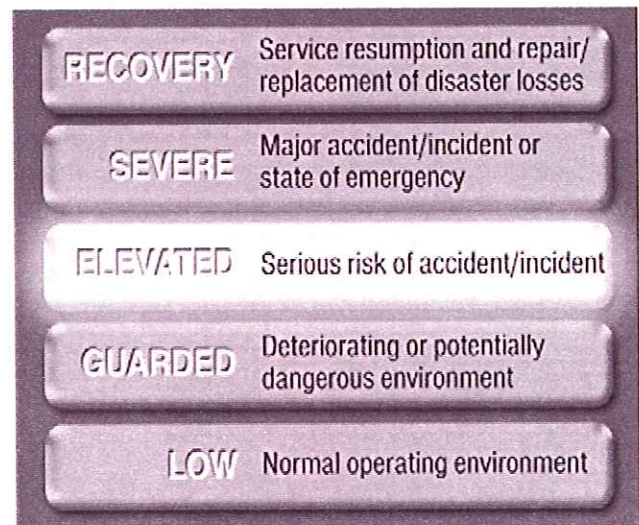 RECOVERY
Service resumption and repair/
replacement of disaster losses
SEVERE
Major accident/incident or
state of emergency
ELEVATED
Serious risk of accident/incident
GUARDED
Deteriorating or potentially
dangerous environment
LOW
Normal operating environment